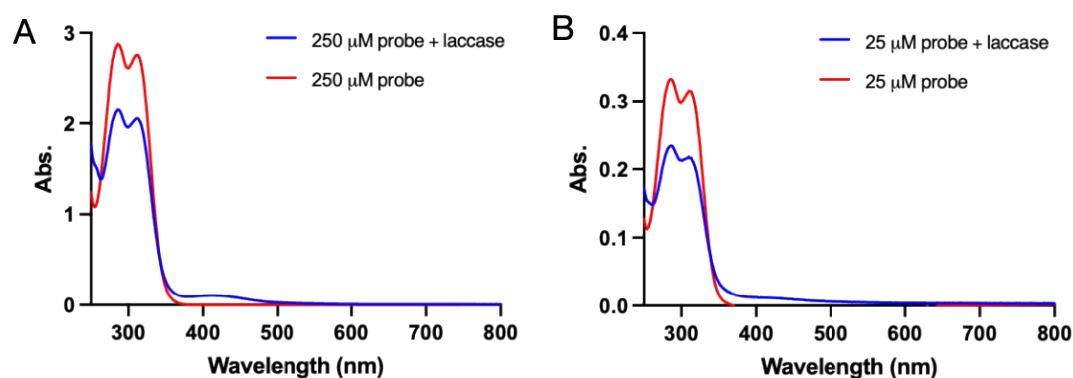 A
3
2
1
0
Abs.
300 400 500 600 700 800
Wavelength (nm)
250 μM probe + laccase
250 μM probe
B
0.4
0.3
0.2
0.1
0.0
Abs.
300 400 500 600 700 800
Wavelength (nm)
25 μM probe + laccase
25 μM probe